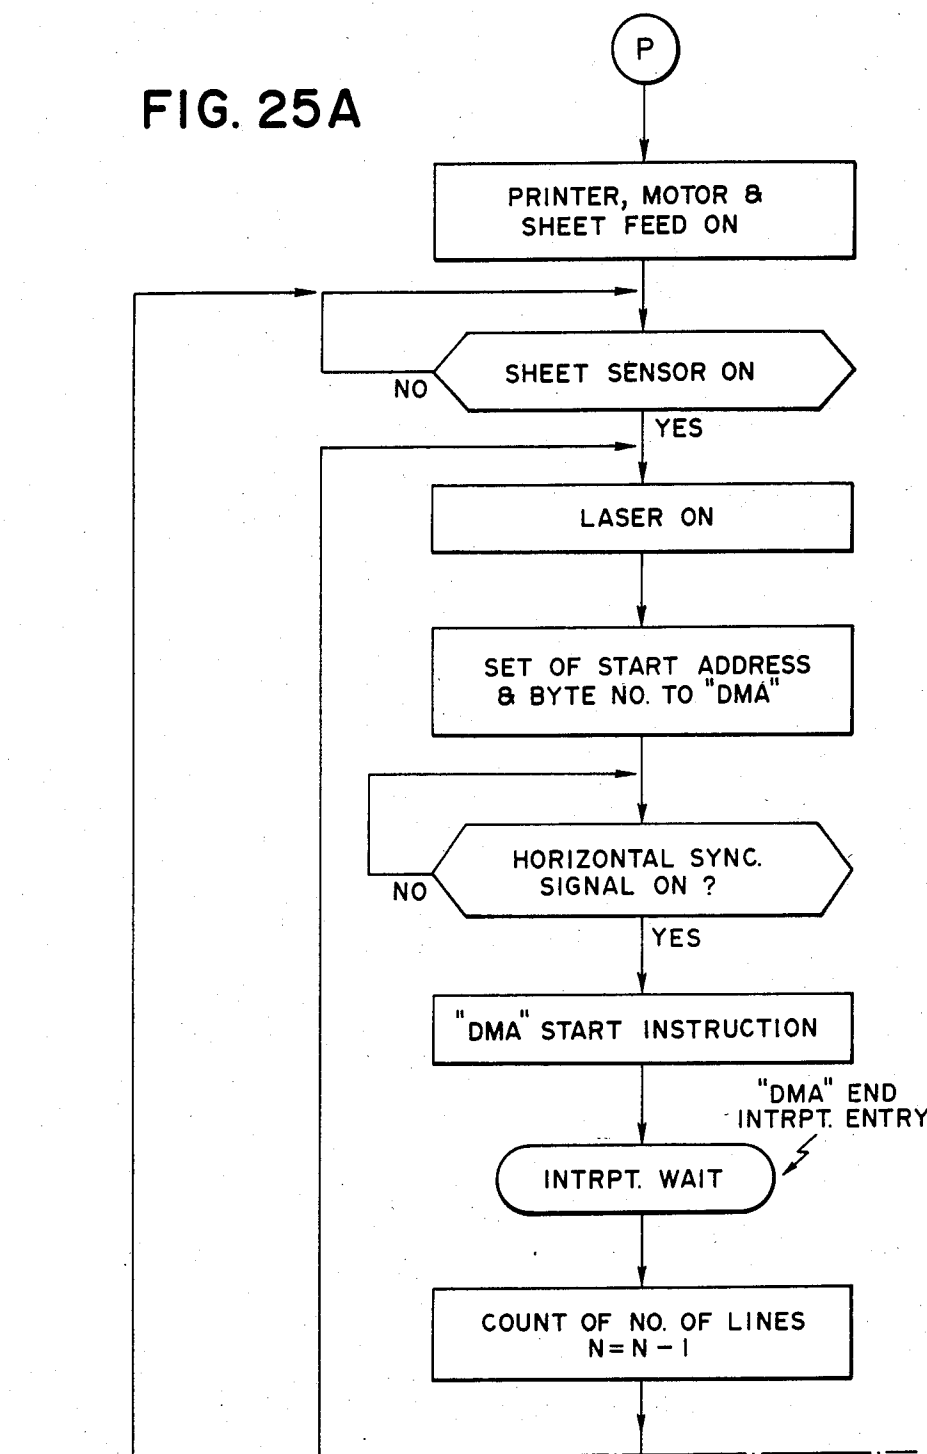 P
FIG. 25A
PRINTER, MOTOR &
SHEET FEED ON
SHEET SENSOR ON
NO
YES
LASER ON
SET OF START ADDRESS
& BYTE NO. TO "DMA"
HORIZONTAL SYNC.
SIGNAL ON ?
NO
YES
"DMA" START INSTRUCTION
"DMA" END
INTRPT. ENTRY
INTRPT. WAIT
COUNT OF NO. OF LINES
N=N-1